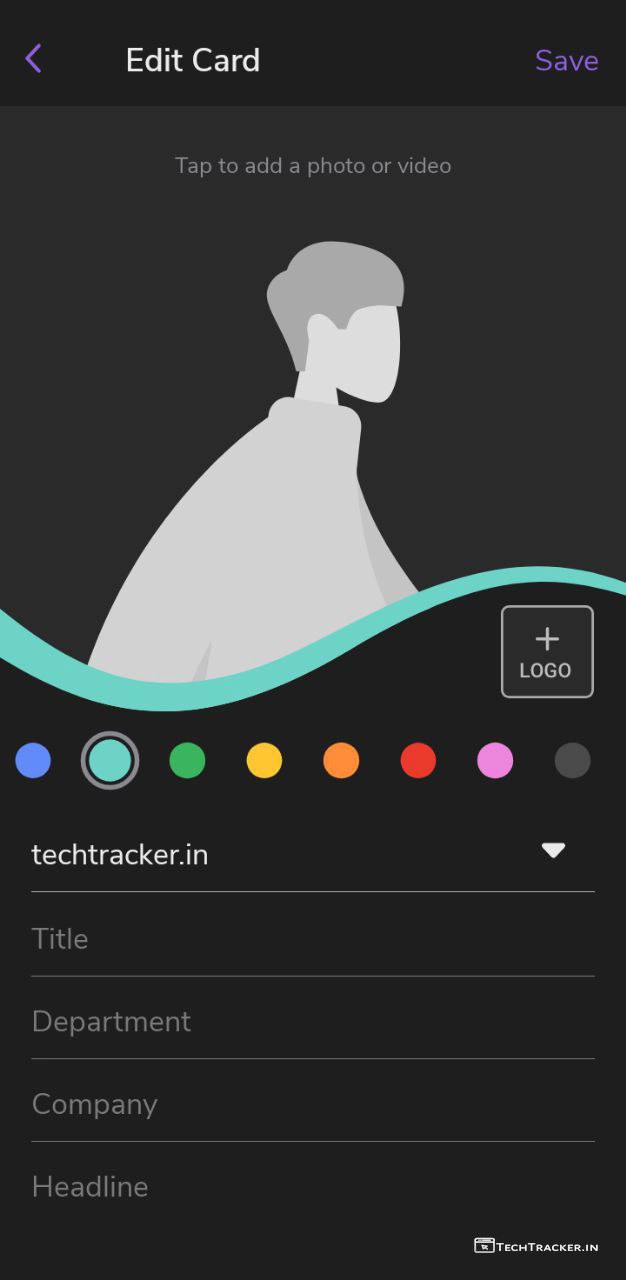 Edit Card
Save
Tap to add a photo or video
LOGO
techtracker.in
Title
Department
Company
Headline
TECHTRACKER.IN